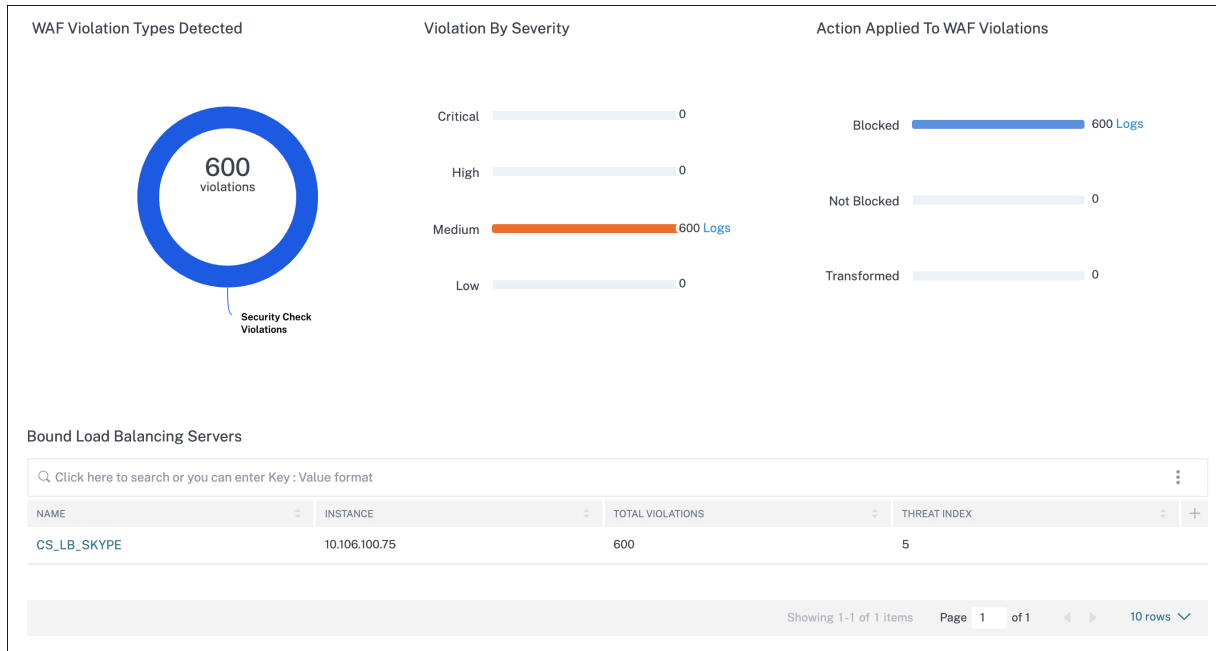 WAF Violation Types Detected
Violation By Severity
Action Applied To WAF Violations
600
violations
Security Check
Violations
Critical 0
High 0
Medium 600 Logs
Low 0
Blocked 600 Logs
Not Blocked 0
Transformed 0
Bound Load Balancing Servers
Click here to search or you can enter Key : Value format
NAME INSTANCE TOTAL VIOLATIONS THREAT INDEX
CS_LB_SKYPE 10.106.100.75 600 5
Showing 1-1 of 1 items Page 1 of 1 10 rows